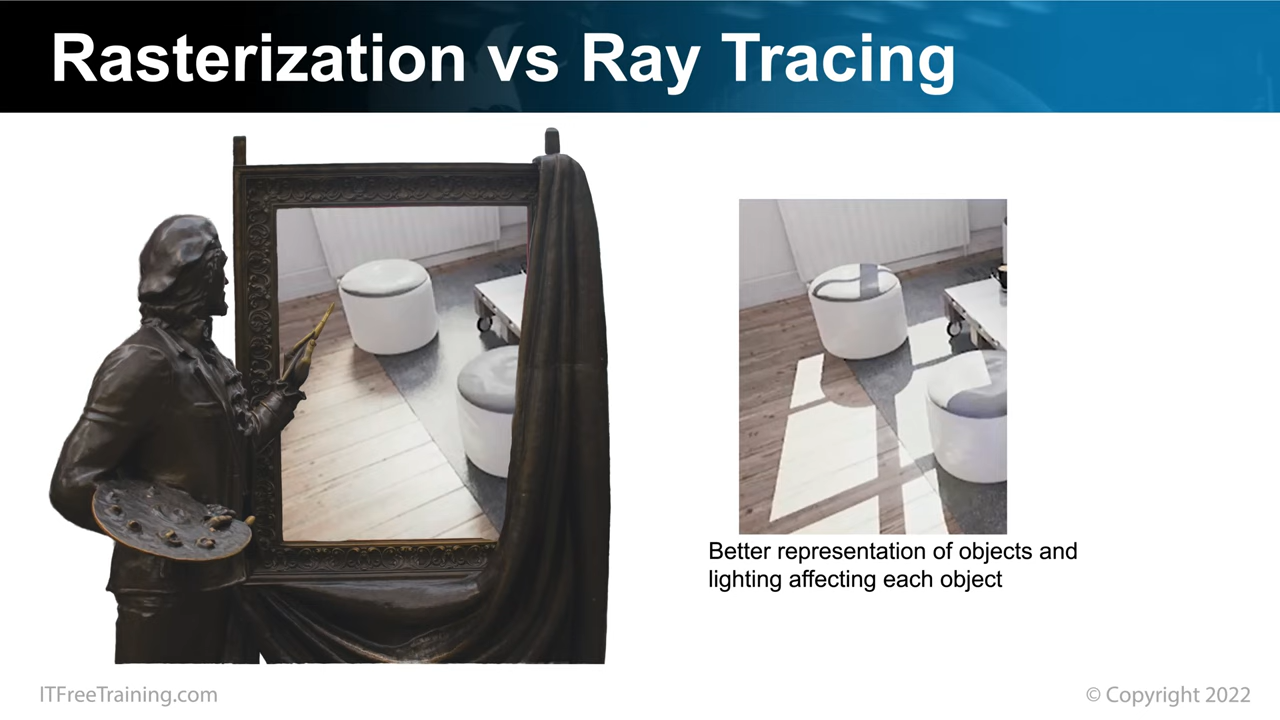 Rasterization vs Ray Tracing
Better representation of objects and
lighting affecting each object
ITFreeTraining.com
© Copyright 2022